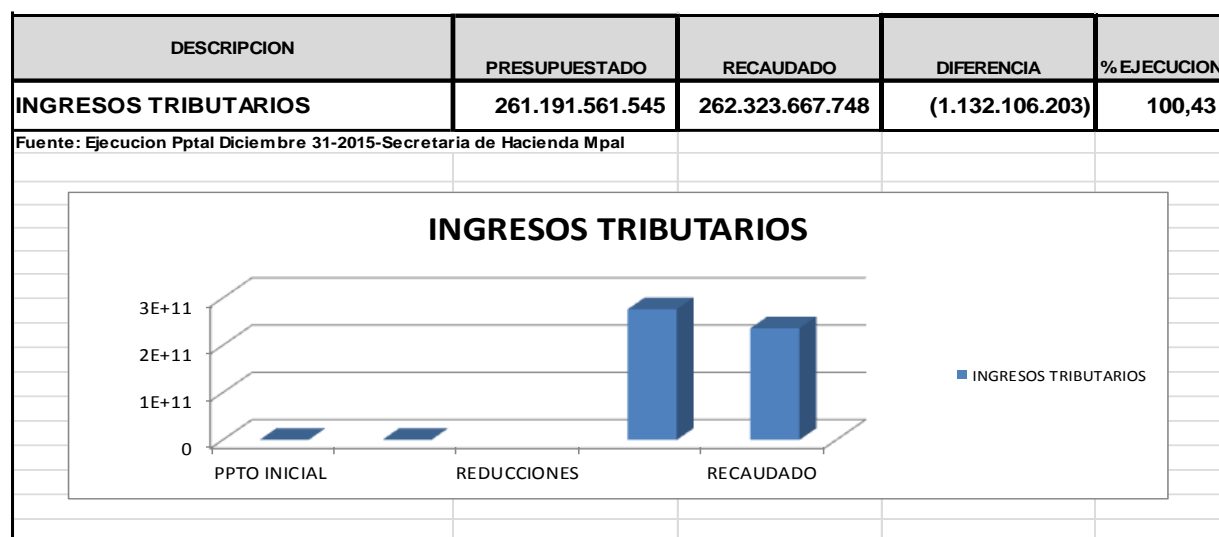 DESCRIPCION PRESUPUESTADO RECAUDADO DIFERENCIA % EJECUCION
INGRESOS TRIBUTARIOS 261.191.561.545 262.323.667.748 (1.132.106.203) 100,43
Fuente: Ejecucion Pptal Diciembre 31-2015-Secretaria de Hacienda Mpal
INGRESOS TRIBUTARIOS
3E+11
2E+11
1E+11
0
INGRESOS TRIBUTARIOS
PPTO INICIAL REDUCCIONES RECAUDADO